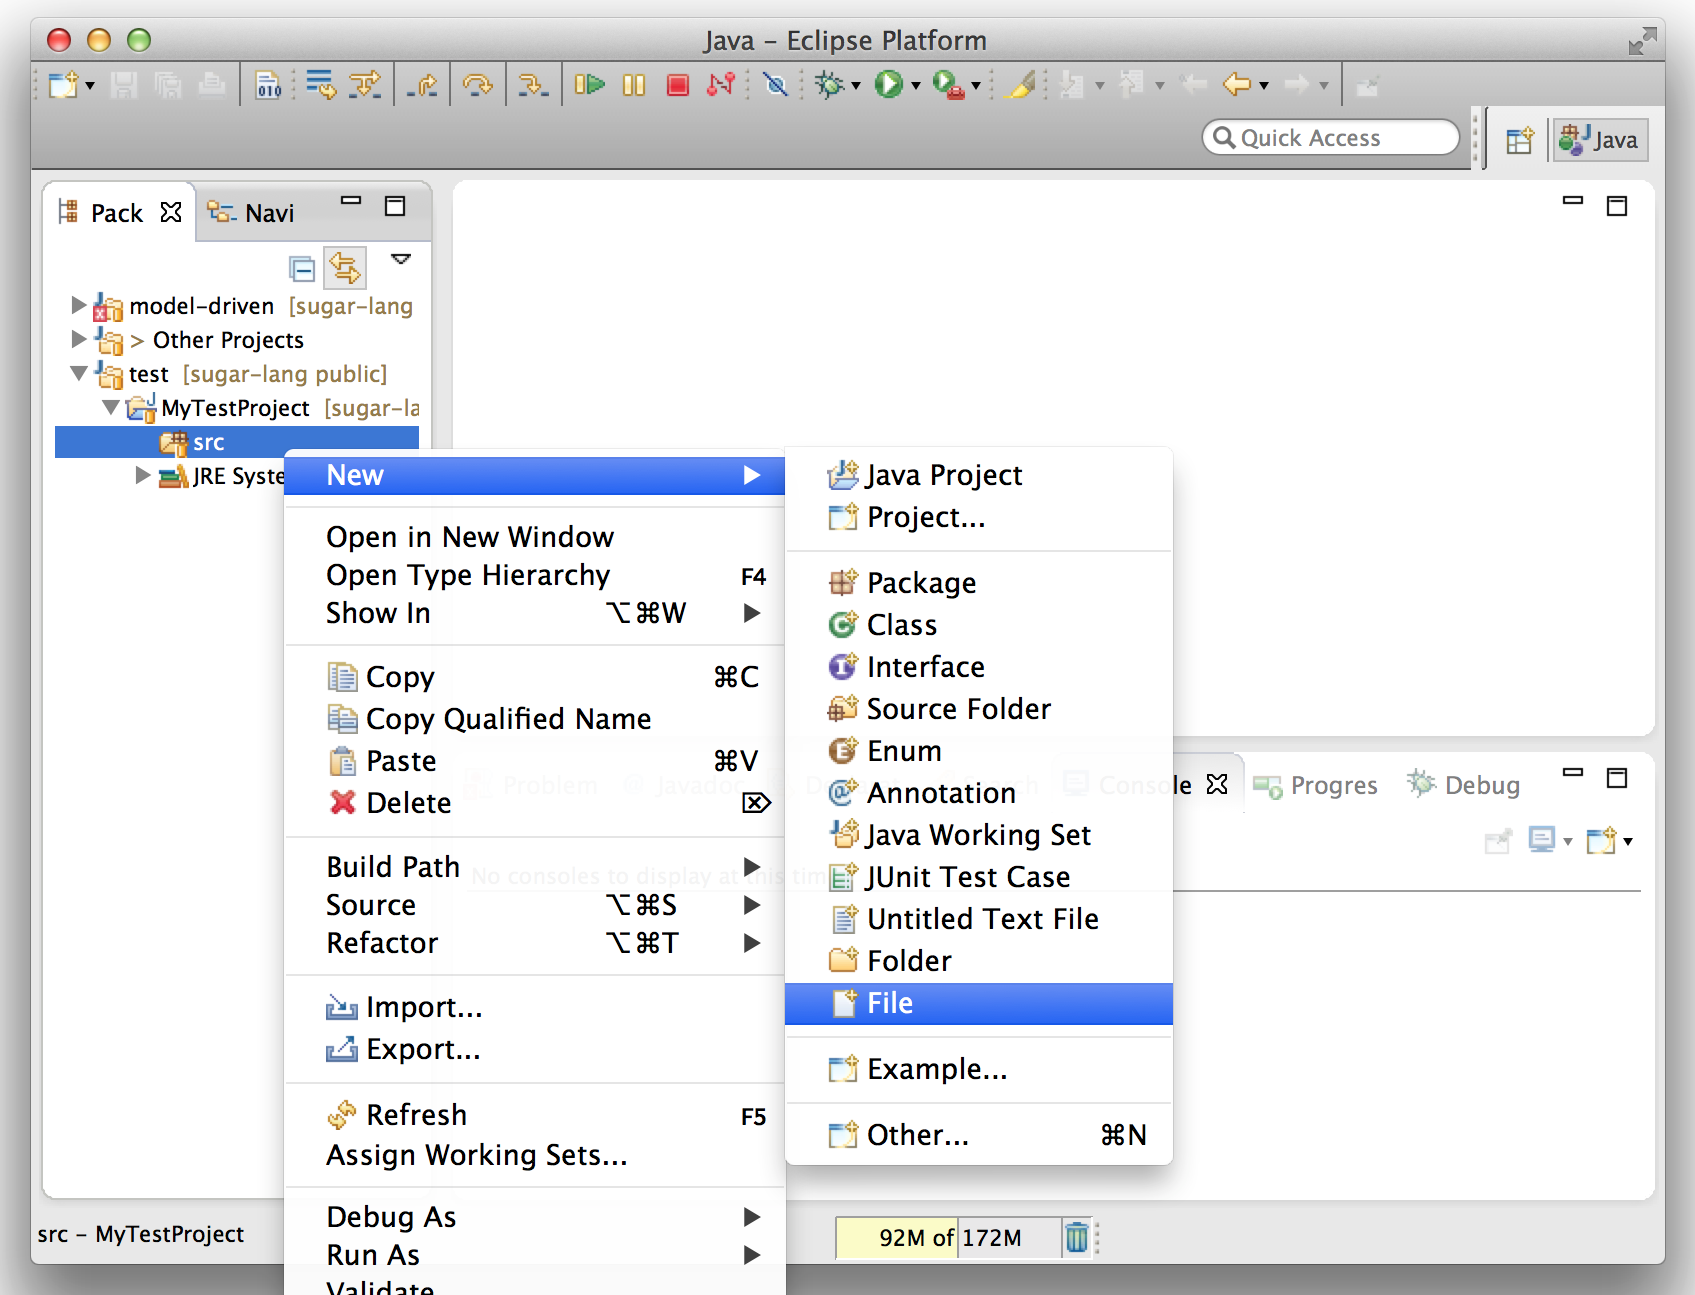 Java – Eclipse Platform
010
Quick Access
Java
Pack
Navi
model-driven [sugar-lang
> Other Projects
test [sugar-lang public]
MyTestProject [sugar-la
src
JRE Syste
New
Open in New Window
Open Type Hierarchy F4
Show In ⌥⌘W
Copy ⌘C
Copy Qualified Name
Paste ⌘V
Delete ⌦
Build Path
Source ⌥⌘S
Refactor ⌥⌘T
Import...
Export...
Refresh F5
Assign Working Sets...
Debug As
Run As
Validate
Java Project
Project...
Package
Class
Interface
Source Folder
Enum
Annotation
Java Working Set
JUnit Test Case
Untitled Text File
Folder
File
Example...
Other... ⌘N
Problem Javadoc Search Console Progres Debug
No consoles to display at this tim
src – MyTestProject
92M of 172M